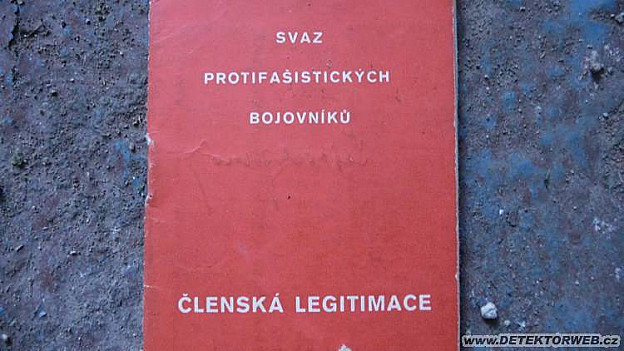 SVAZ
PROTIFAŠISTICKÝCH
BOJOVNÍKŮ
ČLENSKÁ LEGITIMACE
www.DETEKTORWEB.cz